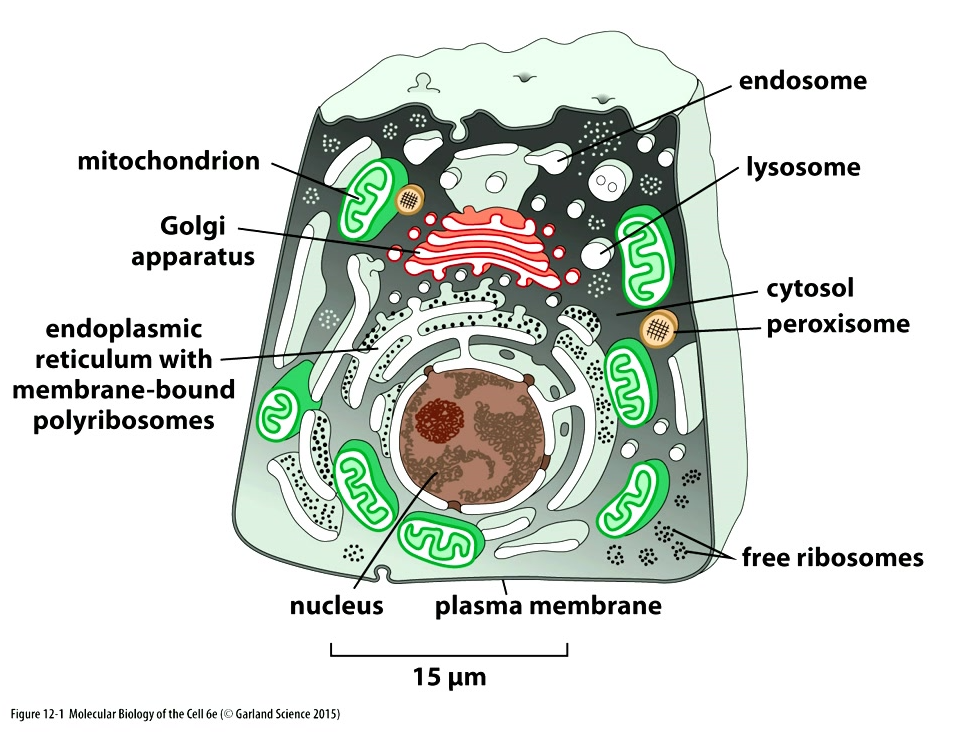 endosome
mitochondrion
lysosome
Golgi
apparatus
cytosol
endoplasmic
reticulum with
membrane-bound
polyribosomes
peroxisome
free ribosomes
nucleus
plasma membrane
15 μm
Figure 12-1 Molecular Biology of the Cell 6e (© Garland Science 2015)